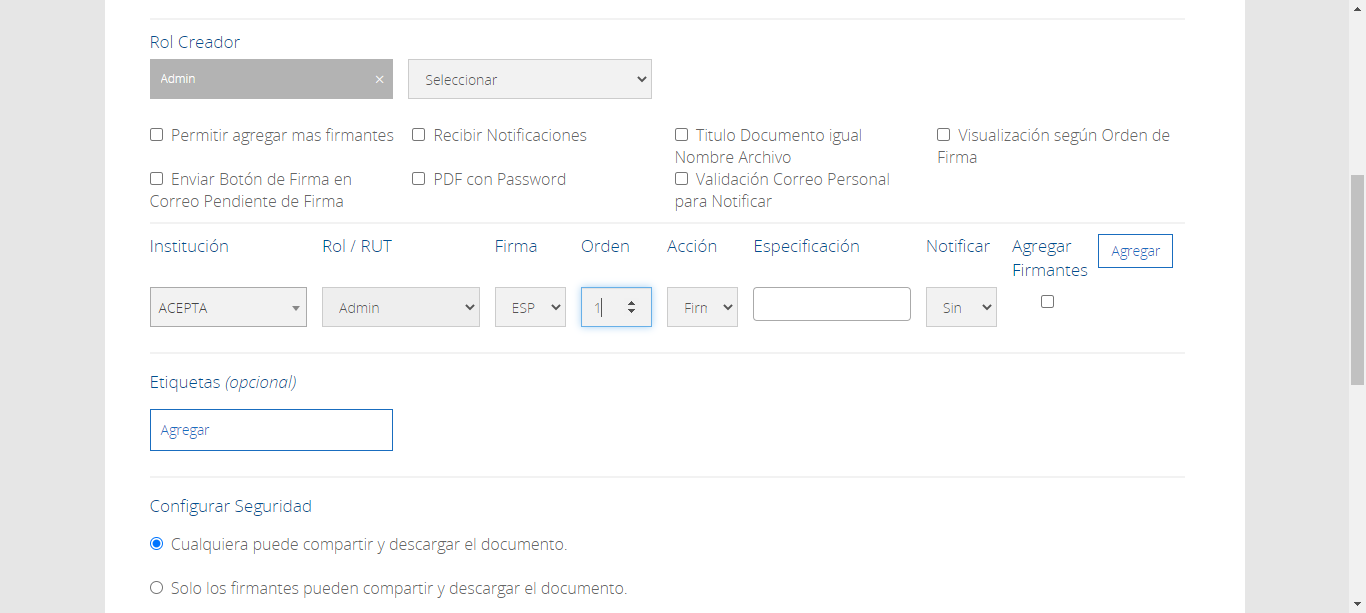 Rol Creador
Admin ×
Seleccionar
Permitir agregar mas firmantes
Recibir Notificaciones
Titulo Documento igual
Nombre Archivo
Visualización según Orden de
Firma
Enviar Botón de Firma en
Correo Pendiente de Firma
PDF con Password
Validación Correo Personal
para Notificar
Institución
Rol / RUT
Firma
Orden
Acción
Especificación
Notificar
Agregar
Firmantes
Agregar
ACEPTA
Admin
ESP
1
Firn
Sin
Etiquetas (opcional)
Agregar
Configurar Seguridad
Cualquiera puede compartir y descargar el documento.
Solo los firmantes pueden compartir y descargar el documento.